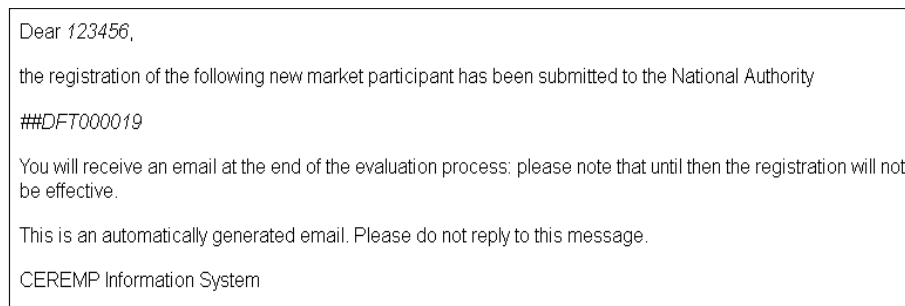 Dear 123456,
the registration of the following new market participant has been submitted to the National Authority
##DFT000019
You will receive an email at the end of the evaluation process: please note that until then the registration will not
be effective.
This is an automatically generated email. Please do not reply to this message.
CEREMP Information System